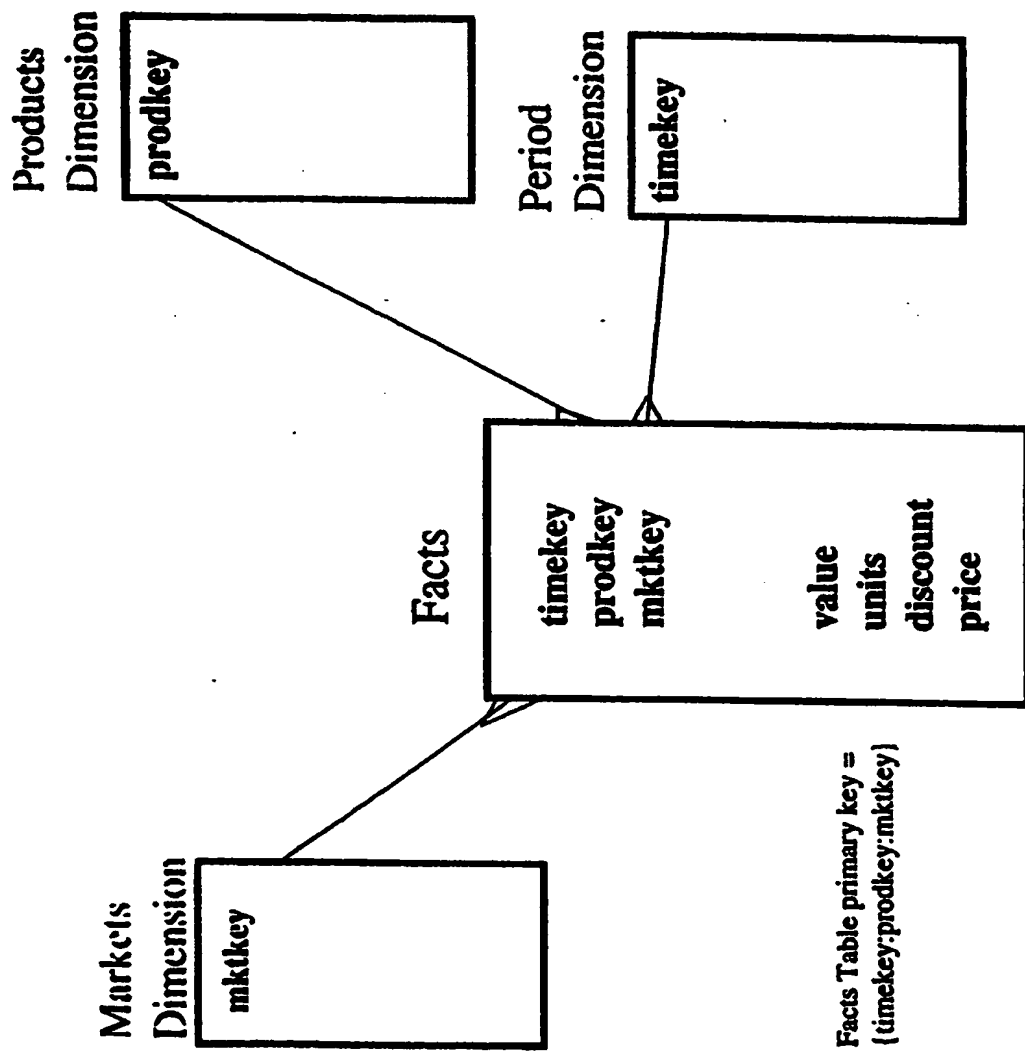 Markets
Dimension
mktkey
Facts
timekey
prodkey
mktkey
value
units
discount
price
Products
Dimension
prodkey
Period
Dimension
timekey
Facts Table primary key =
{timekey:prodkey:mktkey}